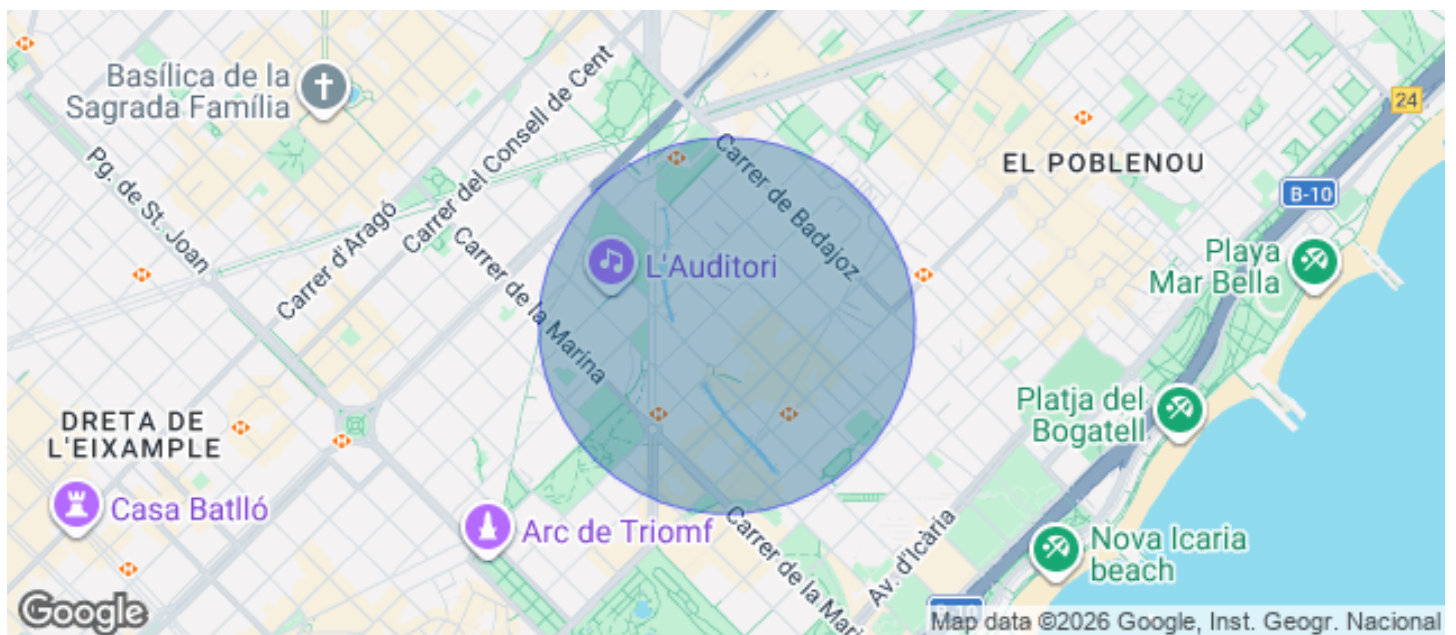 Basílica de la
Sagrada Família
Carrer del Consell de Cent
24
Carrer de Badajoz
EL POBLENOU
Pg. de St. Joan
B-10
Carrer d'Aragó
Playa
Mar Bella
L'Auditori
Carrer de la Marina
Platja del
Bogatell
DRETA DE
L'EIXAMPLE
Casa Batlló
Arc de Triomf
Carrer de la Mari
Av. d'Icària
Nova Icaria
beach
B-10
Google
Map data ©2026 Google, Inst. Geogr. Nacional